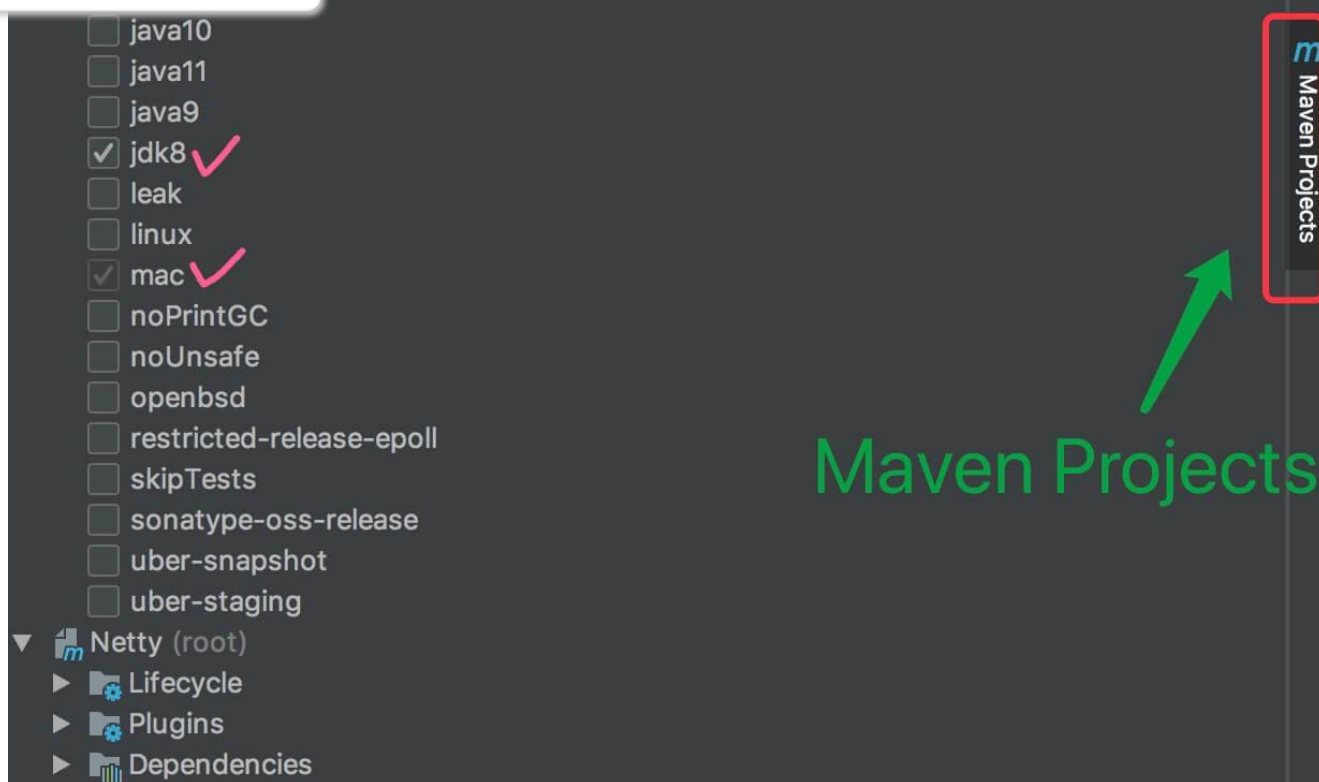 java10
java11
java9
jdk8
leak
linux
mac
noPrintGC
noUnsafe
openbsd
restricted-release-epoll
skipTests
sonatype-oss-release
uber-snapshot
uber-staging
Netty (root)
Lifecycle
Plugins
Dependencies
Maven Projects
m Maven Projects